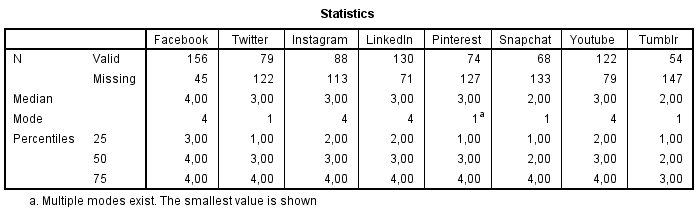 Statistics
Facebook Twitter Instagram LinkedIn Pinterest Snapchat Youtube Tumblr
N Valid 156 79 88 130 74 68 122 54
Missing 45 122 113 71 127 133 79 147
Median 4,00 3,00 3,00 3,00 3,00 2,00 3,00 2,00
Mode 4 1 4 4 1a 1 4 1
Percentiles 25 3,00 1,00 2,00 2,00 1,00 1,00 2,00 1,00
50 4,00 3,00 3,00 3,00 3,00 2,00 3,00 2,00
75 4,00 4,00 4,00 4,00 4,00 4,00 4,00 3,00
a. Multiple modes exist. The smallest value is shown